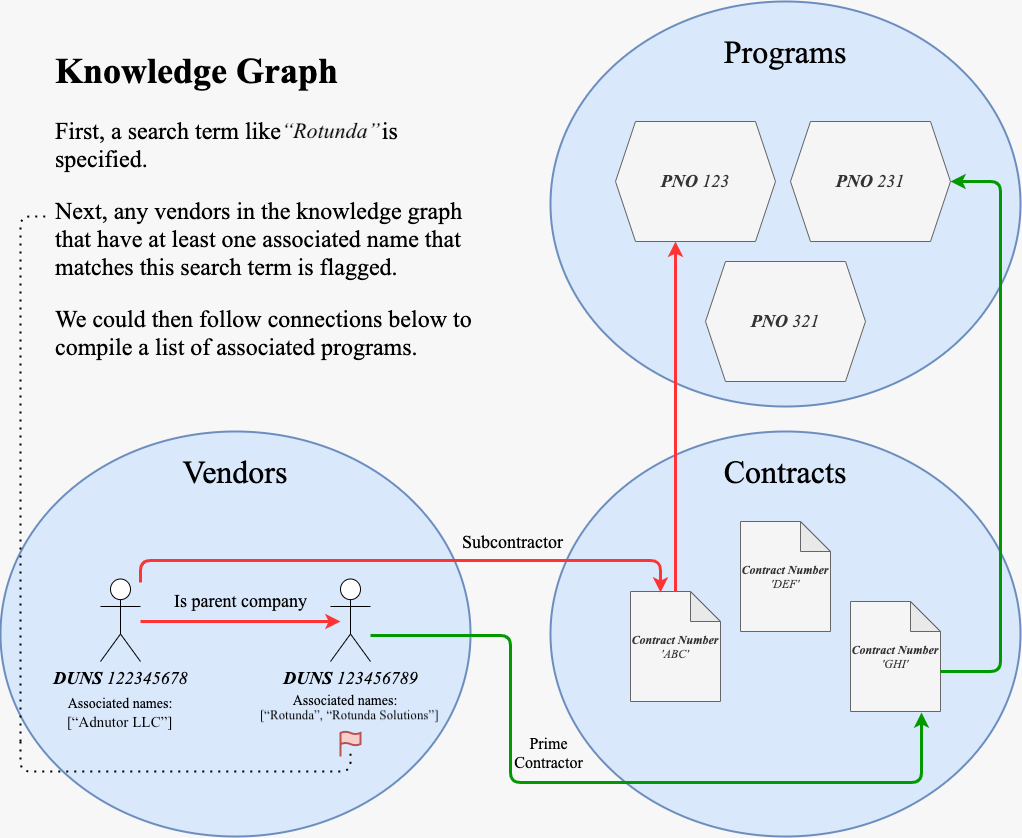 Knowledge Graph
First, a search term like “Rotunda” is
specified.
Next, any vendors in the knowledge graph
that have at least one associated name that
matches this search term is flagged.
We could then follow connections below to
compile a list of associated programs.
Programs
PNO 123
PNO 231
PNO 321
Vendors
Is parent company
DUNS 122345678
Associated names:
[“Adnutor LLC”]
DUNS 123456789
Associated names:
[“Rotunda”, “Rotunda Solutions”]
Subcontractor
Prime
Contractor
Contracts
Contract Number
'DEF'
Contract Number
'ABC'
Contract Number
'GHI'